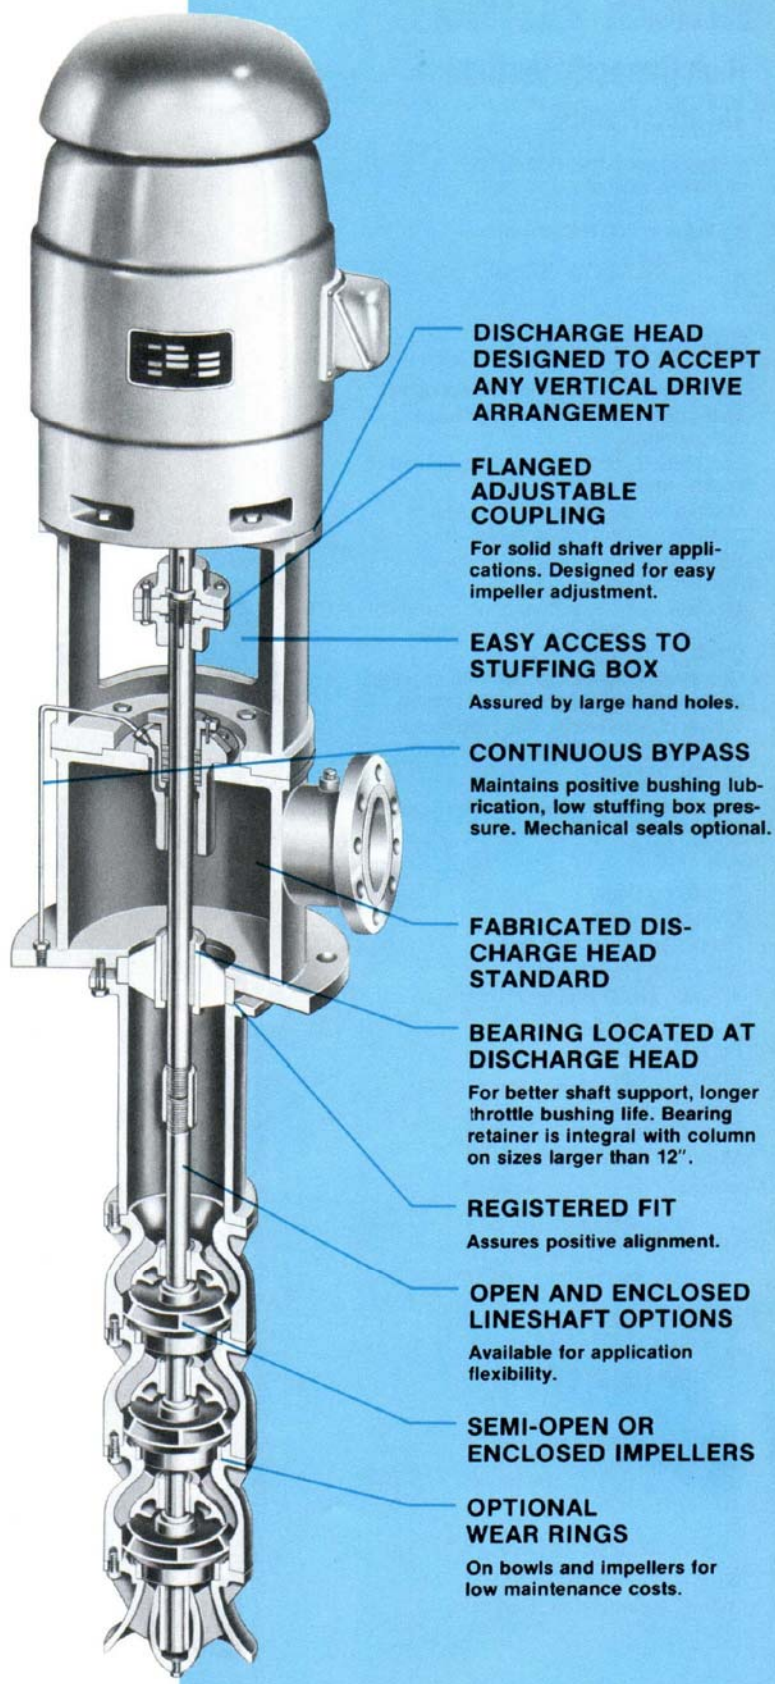 DISCHARGE HEAD
DESIGNED TO ACCEPT
ANY VERTICAL DRIVE
ARRANGEMENT
FLANGED
ADJUSTABLE
COUPLING
For solid shaft driver appli-
cations. Designed for easy
impeller adjustment.
EASY ACCESS TO
STUFFING BOX
Assured by large hand holes.
CONTINUOUS BYPASS
Maintains positive bushing lub-
rication, low stuffing box pres-
sure. Mechanical seals optional.
FABRICATED DIS-
CHARGE HEAD
STANDARD
BEARING LOCATED AT
DISCHARGE HEAD
For better shaft support, longer
throttle bushing life. Bearing
retainer is integral with column
on sizes larger than 12".
REGISTERED FIT
Assures positive alignment.
OPEN AND ENCLOSED
LINESHAFT OPTIONS
Available for application
flexibility.
SEMI-OPEN OR
ENCLOSED IMPELLERS
OPTIONAL
WEAR RINGS
On bowls and impellers for
low maintenance costs.